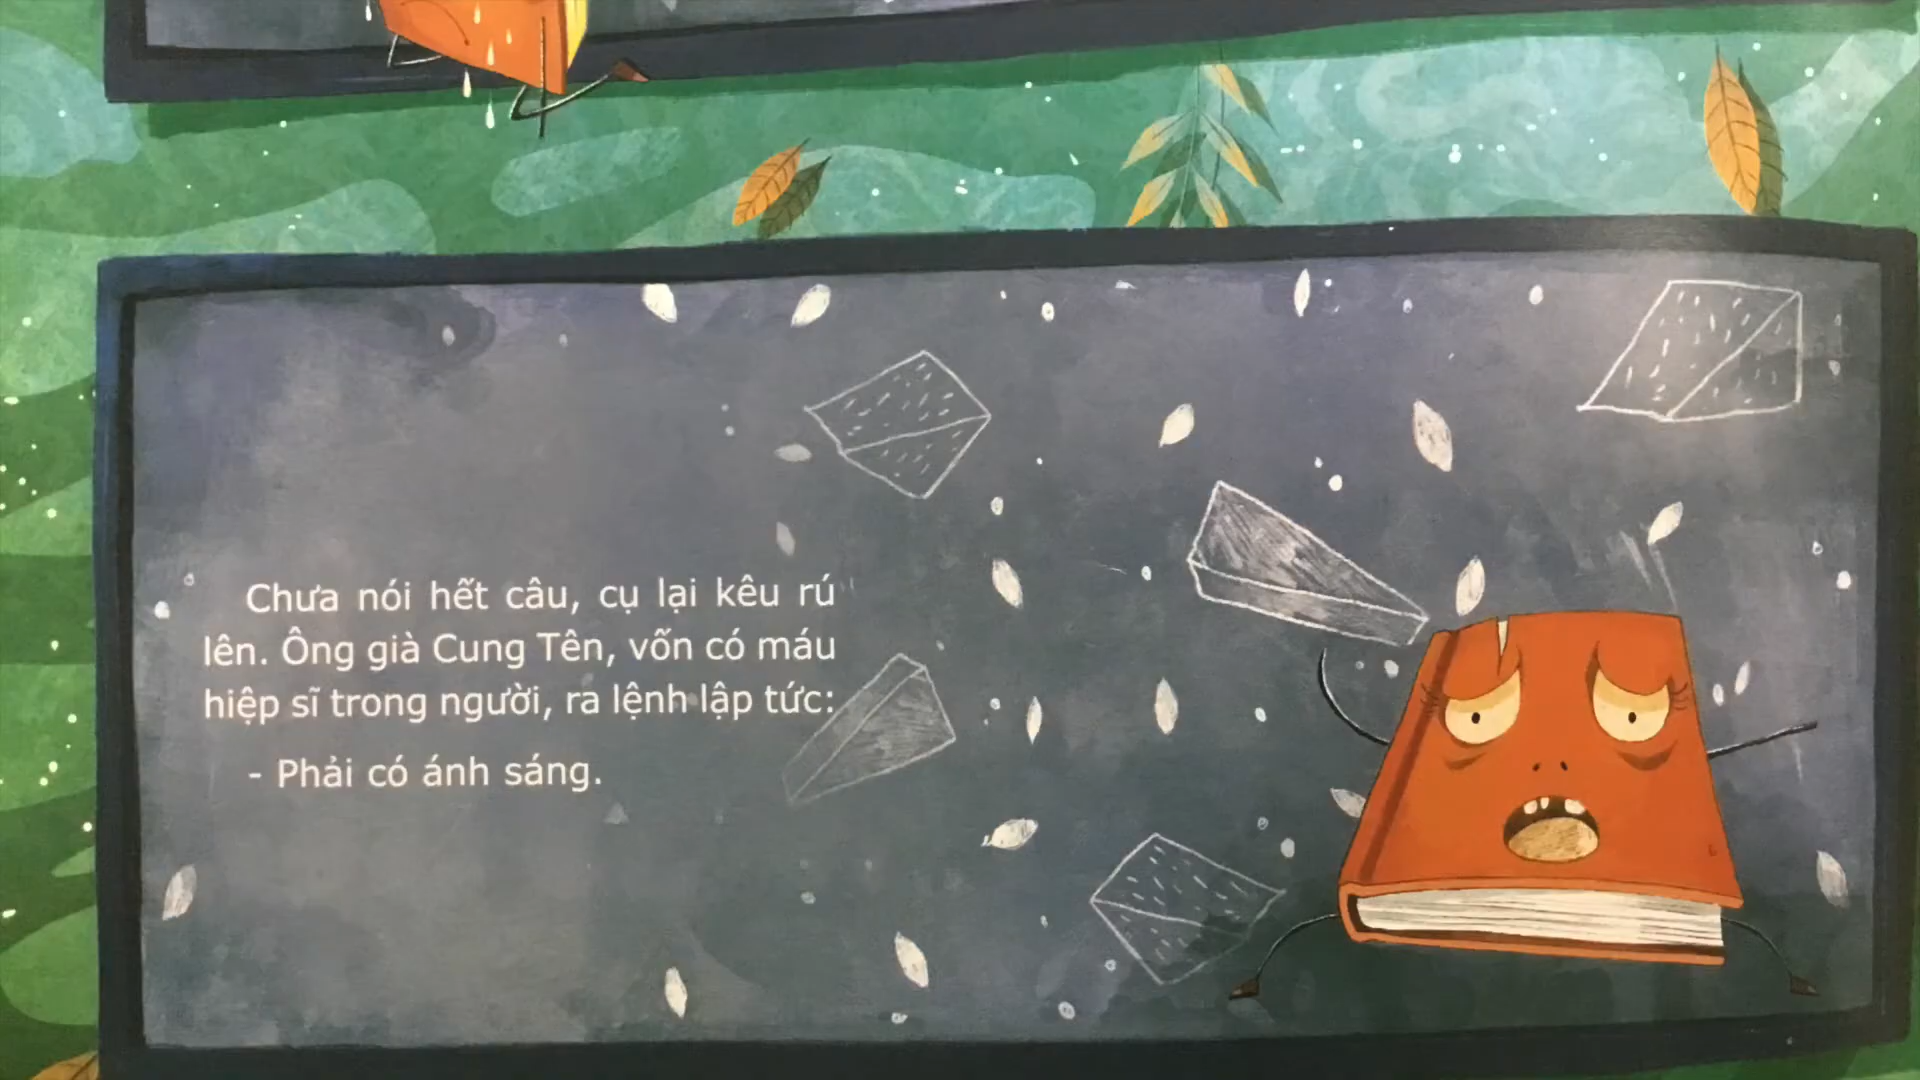 Chưa nói hết câu, cụ lại kêu rú
lên. Ông già Cung Tên, vốn có máu
hiệp sĩ trong người, ra lệnh lập tức:
- Phải có ánh sáng.